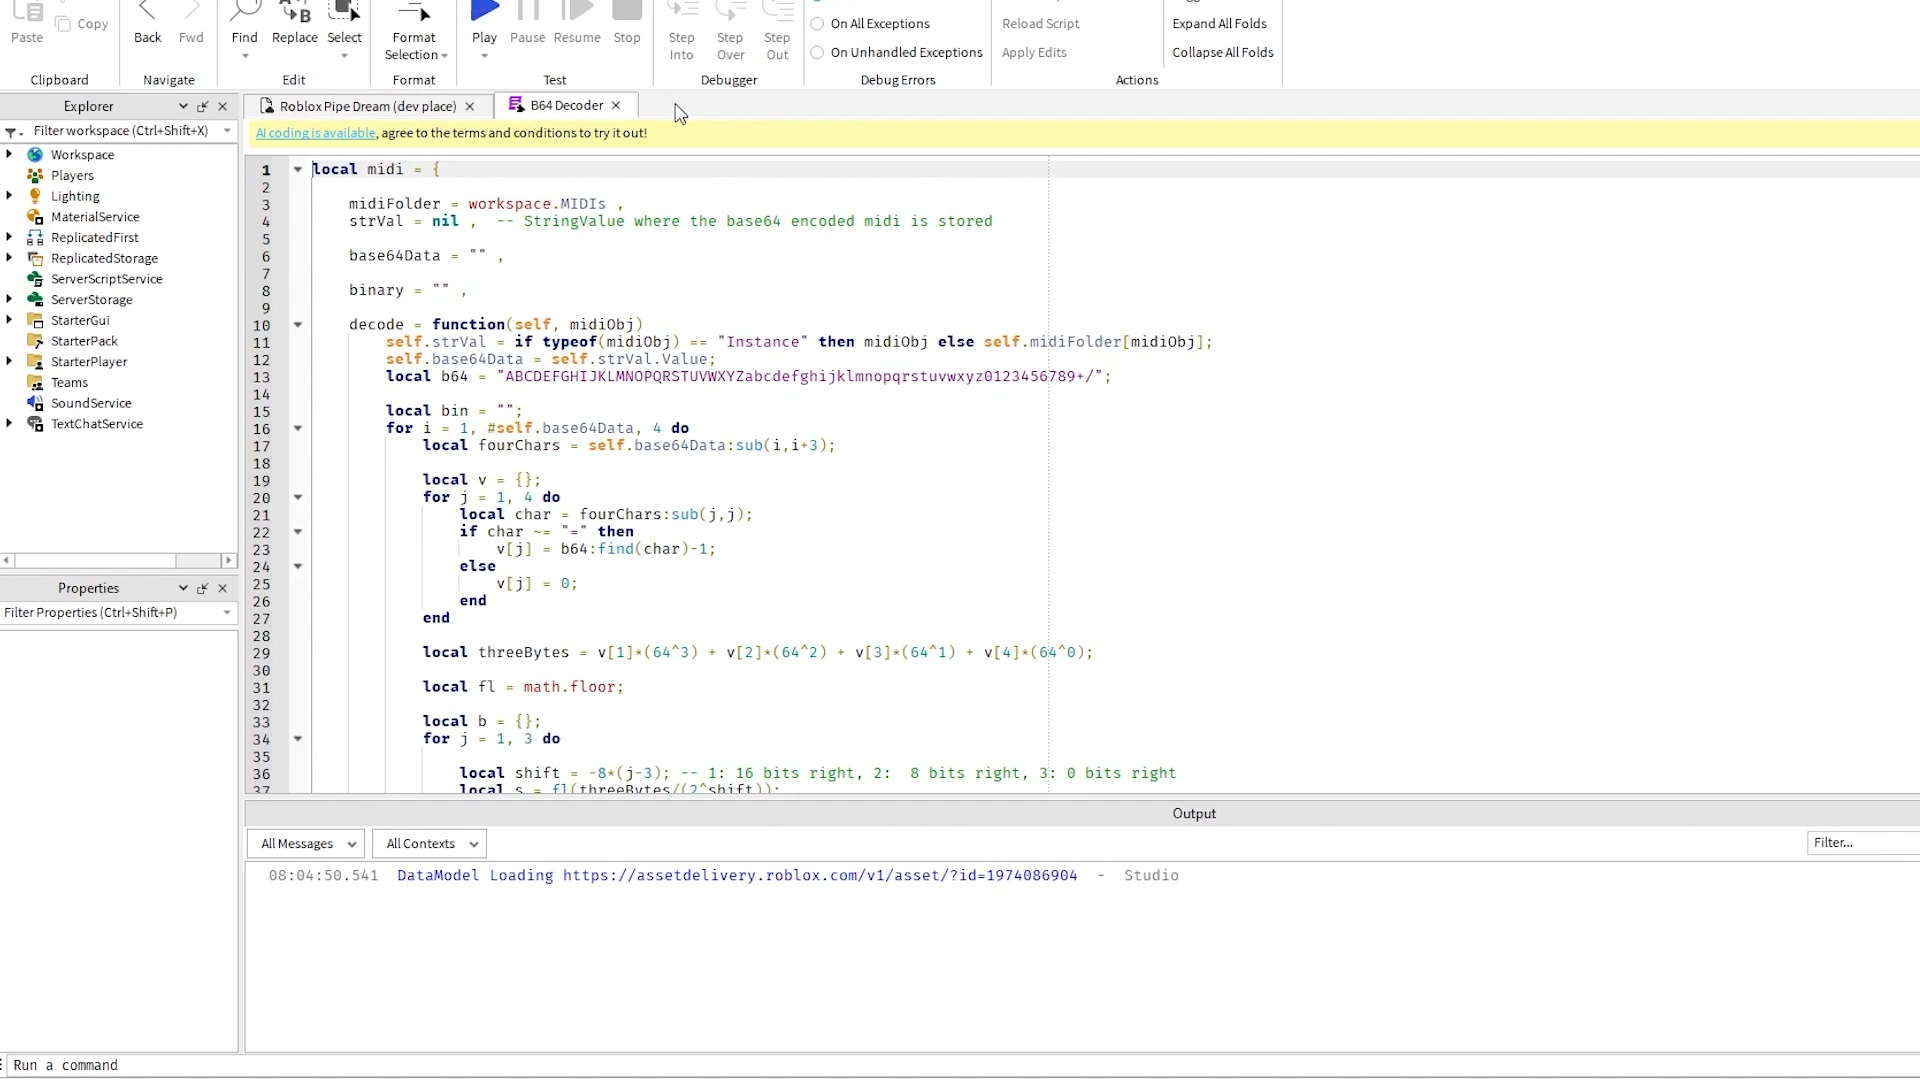 Paste Copy Back Fwd Find Replace Select Format Selection Play Pause Resume Stop Step Into Step Over Step Out On All Exceptions On Unhandled Exceptions Reload Script Apply Edits Expand All Folds Collapse All Folds
Clipboard Navigate Edit Format Test Debugger Debug Errors Actions
Explorer
Filter workspace (Ctrl+Shift+X)
Workspace
Players
Lighting
MaterialService
ReplicatedFirst
ReplicatedStorage
ServerScriptService
ServerStorage
StarterGui
StarterPack
StarterPlayer
Teams
SoundService
TextChatService
Properties
Filter Properties (Ctrl+Shift+P)
Roblox Pipe Dream (dev place) B64 Decoder
AI coding is available, agree to the terms and conditions to try it out!
1 local midi = {
2
3 midiFolder = workspace.MIDIs ,
4 strVal = nil , -- StringValue where the base64 encoded midi is stored
5
6 base64Data = "" ,
7
8 binary = "" ,
9
10 decode = function(self, midiObj)
11 self.strVal = if typeof(midiObj) == "Instance" then midiObj else self.midiFolder[midiObj];
12 self.base64Data = self.strVal.Value;
13 local b64 = "ABCDEFGHIJKLMNOPQRSTUVWXYZabcdefghijklmnopqrstuvwxyz0123456789+/";
14
15 local bin = "";
16 for i = 1, #self.base64Data, 4 do
17 local fourChars = self.base64Data:sub(i,i+3);
18
19 local v = {};
20 for j = 1, 4 do
21 local char = fourChars:sub(j,j);
22 if char ~= "=" then
23 v[j] = b64:find(char)-1;
24 else
25 v[j] = 0;
26 end
27 end
28
29 local threeBytes = v[1]*(64^3) + v[2]*(64^2) + v[3]*(64^1) + v[4]*(64^0);
30
31 local fl = math.floor;
32
33 local b = {};
34 for j = 1, 3 do
35
36 local shift = -8*(j-3); -- 1: 16 bits right, 2:  8 bits right, 3: 0 bits right
37 local s = fl(threeBytes/(2^shift));
Output
All Messages All Contexts Filter...
08:04:50.541 DataModel Loading https://assetdelivery.roblox.com/v1/asset/?id=1974086904 - Studio
Run a command